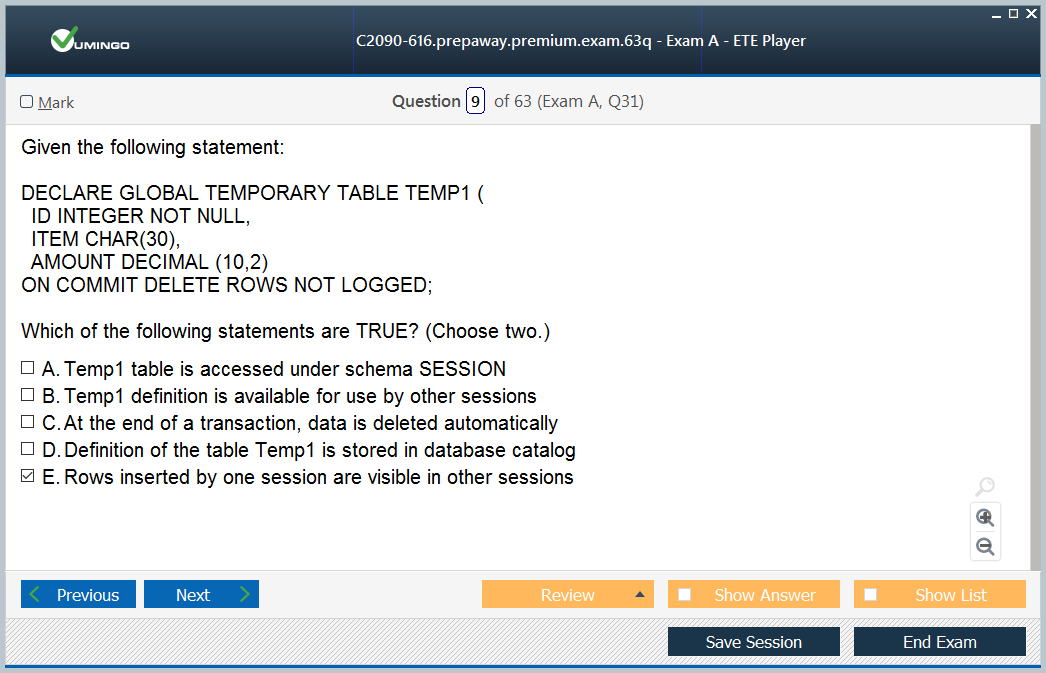 VUMINGO
C2090-616.prepaway.premium.exam.63q - Exam A - ETE Player
Mark
Question 9 of 63 (Exam A, Q31)
Given the following statement:
DECLARE GLOBAL TEMPORARY TABLE TEMP1 (
ID INTEGER NOT NULL,
ITEM CHAR(30),
AMOUNT DECIMAL (10,2)
ON COMMIT DELETE ROWS NOT LOGGED;
Which of the following statements are TRUE? (Choose two.)
A. Temp1 table is accessed under schema SESSION
B. Temp1 definition is available for use by other sessions
C. At the end of a transaction, data is deleted automatically
D. Definition of the table Temp1 is stored in database catalog
E. Rows inserted by one session are visible in other sessions
Previous
Next
Review
Show Answer
Show List
Save Session
End Exam